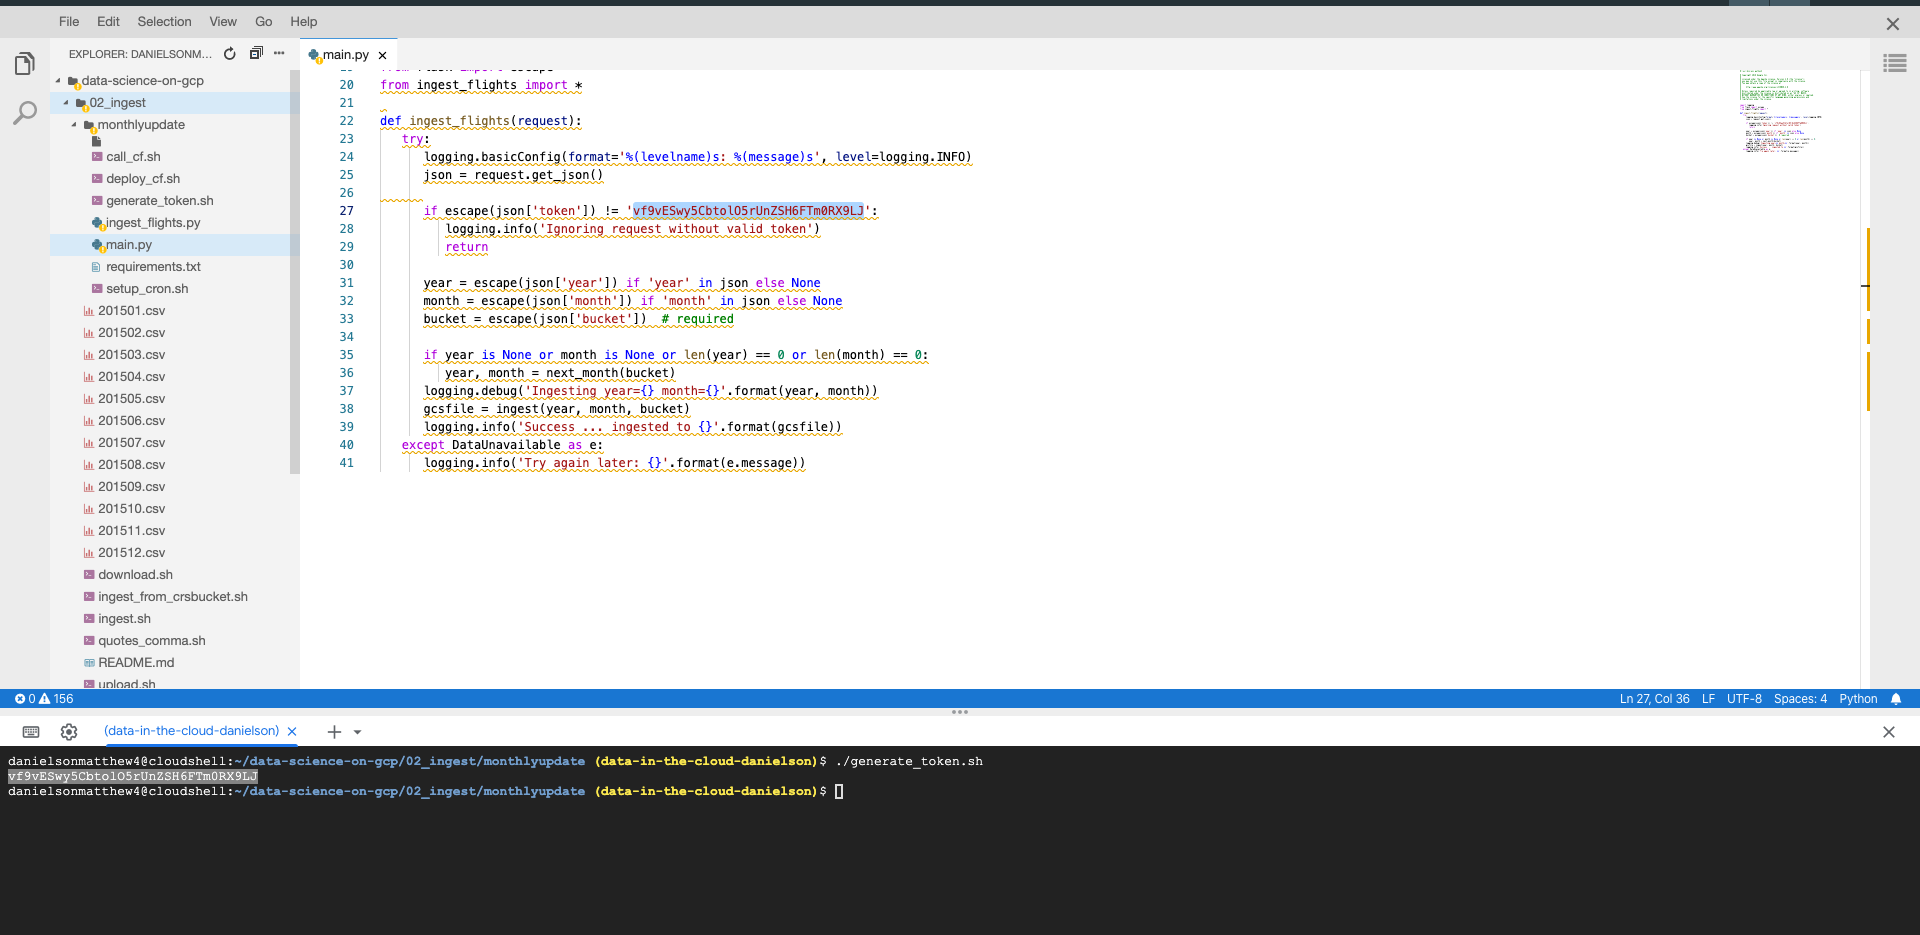 File Edit Selection View Go Help
EXPLORER: DANIELSONM...
main.py
data-science-on-gcp
02_ingest
monthlyupdate
call_cf.sh
deploy_cf.sh
generate_token.sh
ingest_flights.py
main.py
requirements.txt
setup_cron.sh
201501.csv
201502.csv
201503.csv
201504.csv
201505.csv
201506.csv
201507.csv
201508.csv
201509.csv
201510.csv
201511.csv
201512.csv
download.sh
ingest_from_crsbucket.sh
ingest.sh
quotes_comma.sh
README.md
upload.sh
20 from ingest_flights import *
21
22 def ingest_flights(request):
23 try:
24 logging.basicConfig(format='%(levelname)s: %(message)s', level=logging.INFO)
25 json = request.get_json()
26
27 if escape(json['token']) != 'vf9vESwy5CbtolO5rUnZSH6FTm0RX9LJ':
28 logging.info('Ignoring request without valid token')
29 return
30
31 year = escape(json['year']) if 'year' in json else None
32 month = escape(json['month']) if 'month' in json else None
33 bucket = escape(json['bucket'])  # required
34
35 if year is None or month is None or len(year) == 0 or len(month) == 0:
36 year, month = next_month(bucket)
37 logging.debug('Ingesting year={} month={}'.format(year, month))
38 gcsfile = ingest(year, month, bucket)
39 logging.info('Success ... ingested to {}'.format(gcsfile))
40 except DataUnavailable as e:
41 logging.info('Try again later: {}'.format(e.message))
0 156 Ln 27, Col 36 LF UTF-8 Spaces: 4 Python
(data-in-the-cloud-danielson)
danielsonmatthew4@cloudshell:~/data-science-on-gcp/02_ingest/monthlyupdate (data-in-the-cloud-danielson)$ ./generate_token.sh
vf9vESwy5CbtolO5rUnZSH6FTm0RX9LJ
danielsonmatthew4@cloudshell:~/data-science-on-gcp/02_ingest/monthlyupdate (data-in-the-cloud-danielson)$